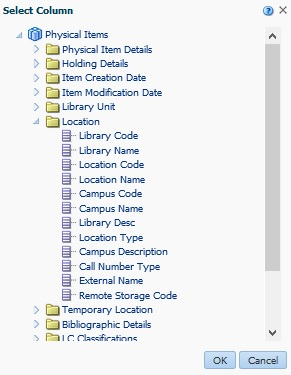 Select Column
Physical Items
Physical Item Details
Holding Details
Item Creation Date
Item Modification Date
Library Unit
Location
Library Code
Library Name
Location Code
Location Name
Campus Code
Campus Name
Library Desc
Location Type
Campus Description
Call Number Type
External Name
Remote Storage Code
Temporary Location
Bibliographic Details
LC Classifications
OK Cancel